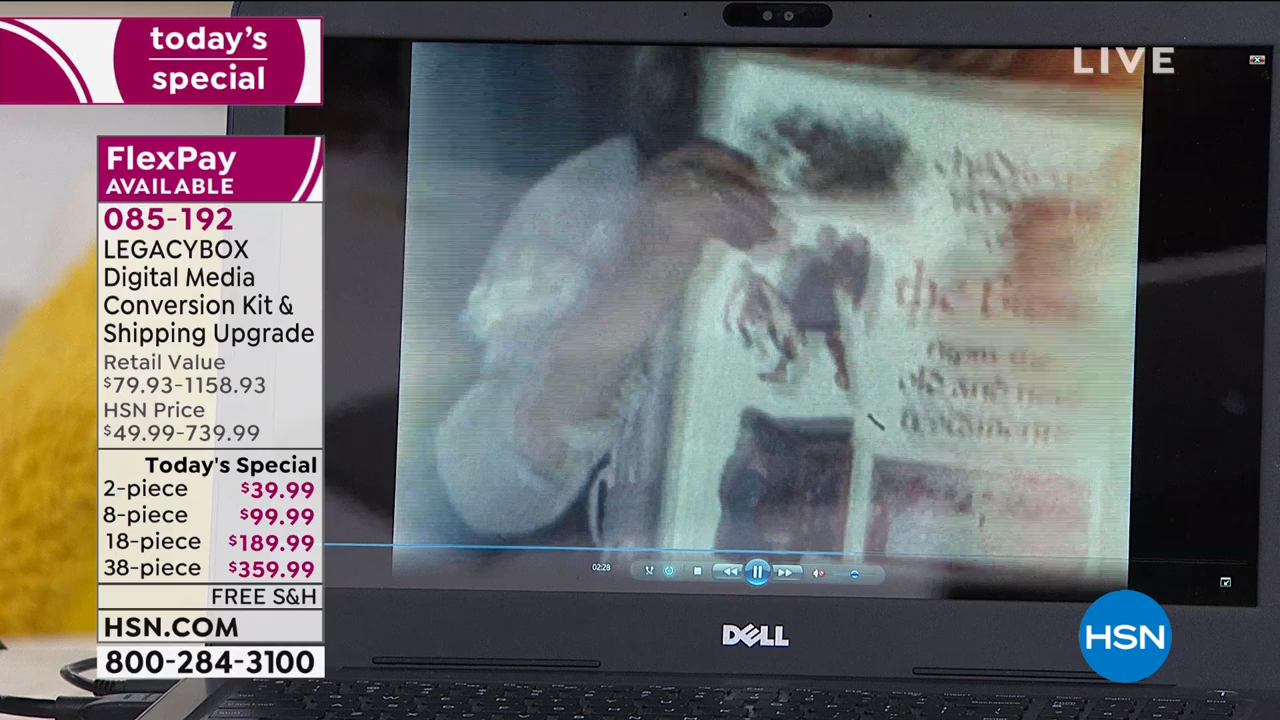 today's
special
LIVE
FlexPay
AVAILABLE
085-192
LEGACYBOX
Digital Media
Conversion Kit &
Shipping Upgrade
Retail Value
$79.93-1158.93
HSN Price
$49.99-739.99
Today's Special
2-piece $39.99
8-piece $99.99
18-piece $189.99
38-piece $359.99
FREE S&H
HSN.COM
800-284-3100
the
02:28
DELL
HSN